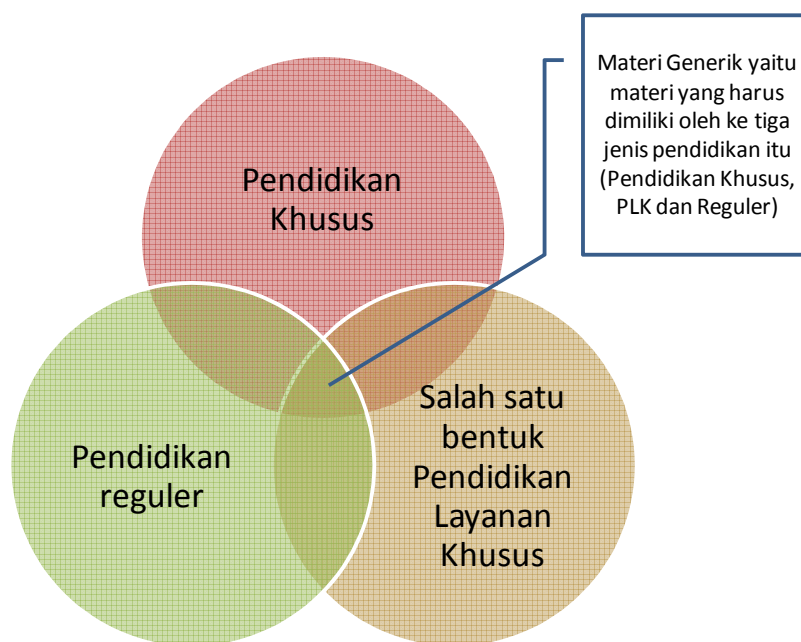 Materi Generik yaitu
materi yang harus
dimiliki oleh ke tiga
jenis pendidikan itu
(Pendidikan Khusus,
PLK dan Reguler)
Pendidikan
Khusus
Pendidikan
reguler
Salah satu
bentuk
Pendidikan
Layanan
Khusus